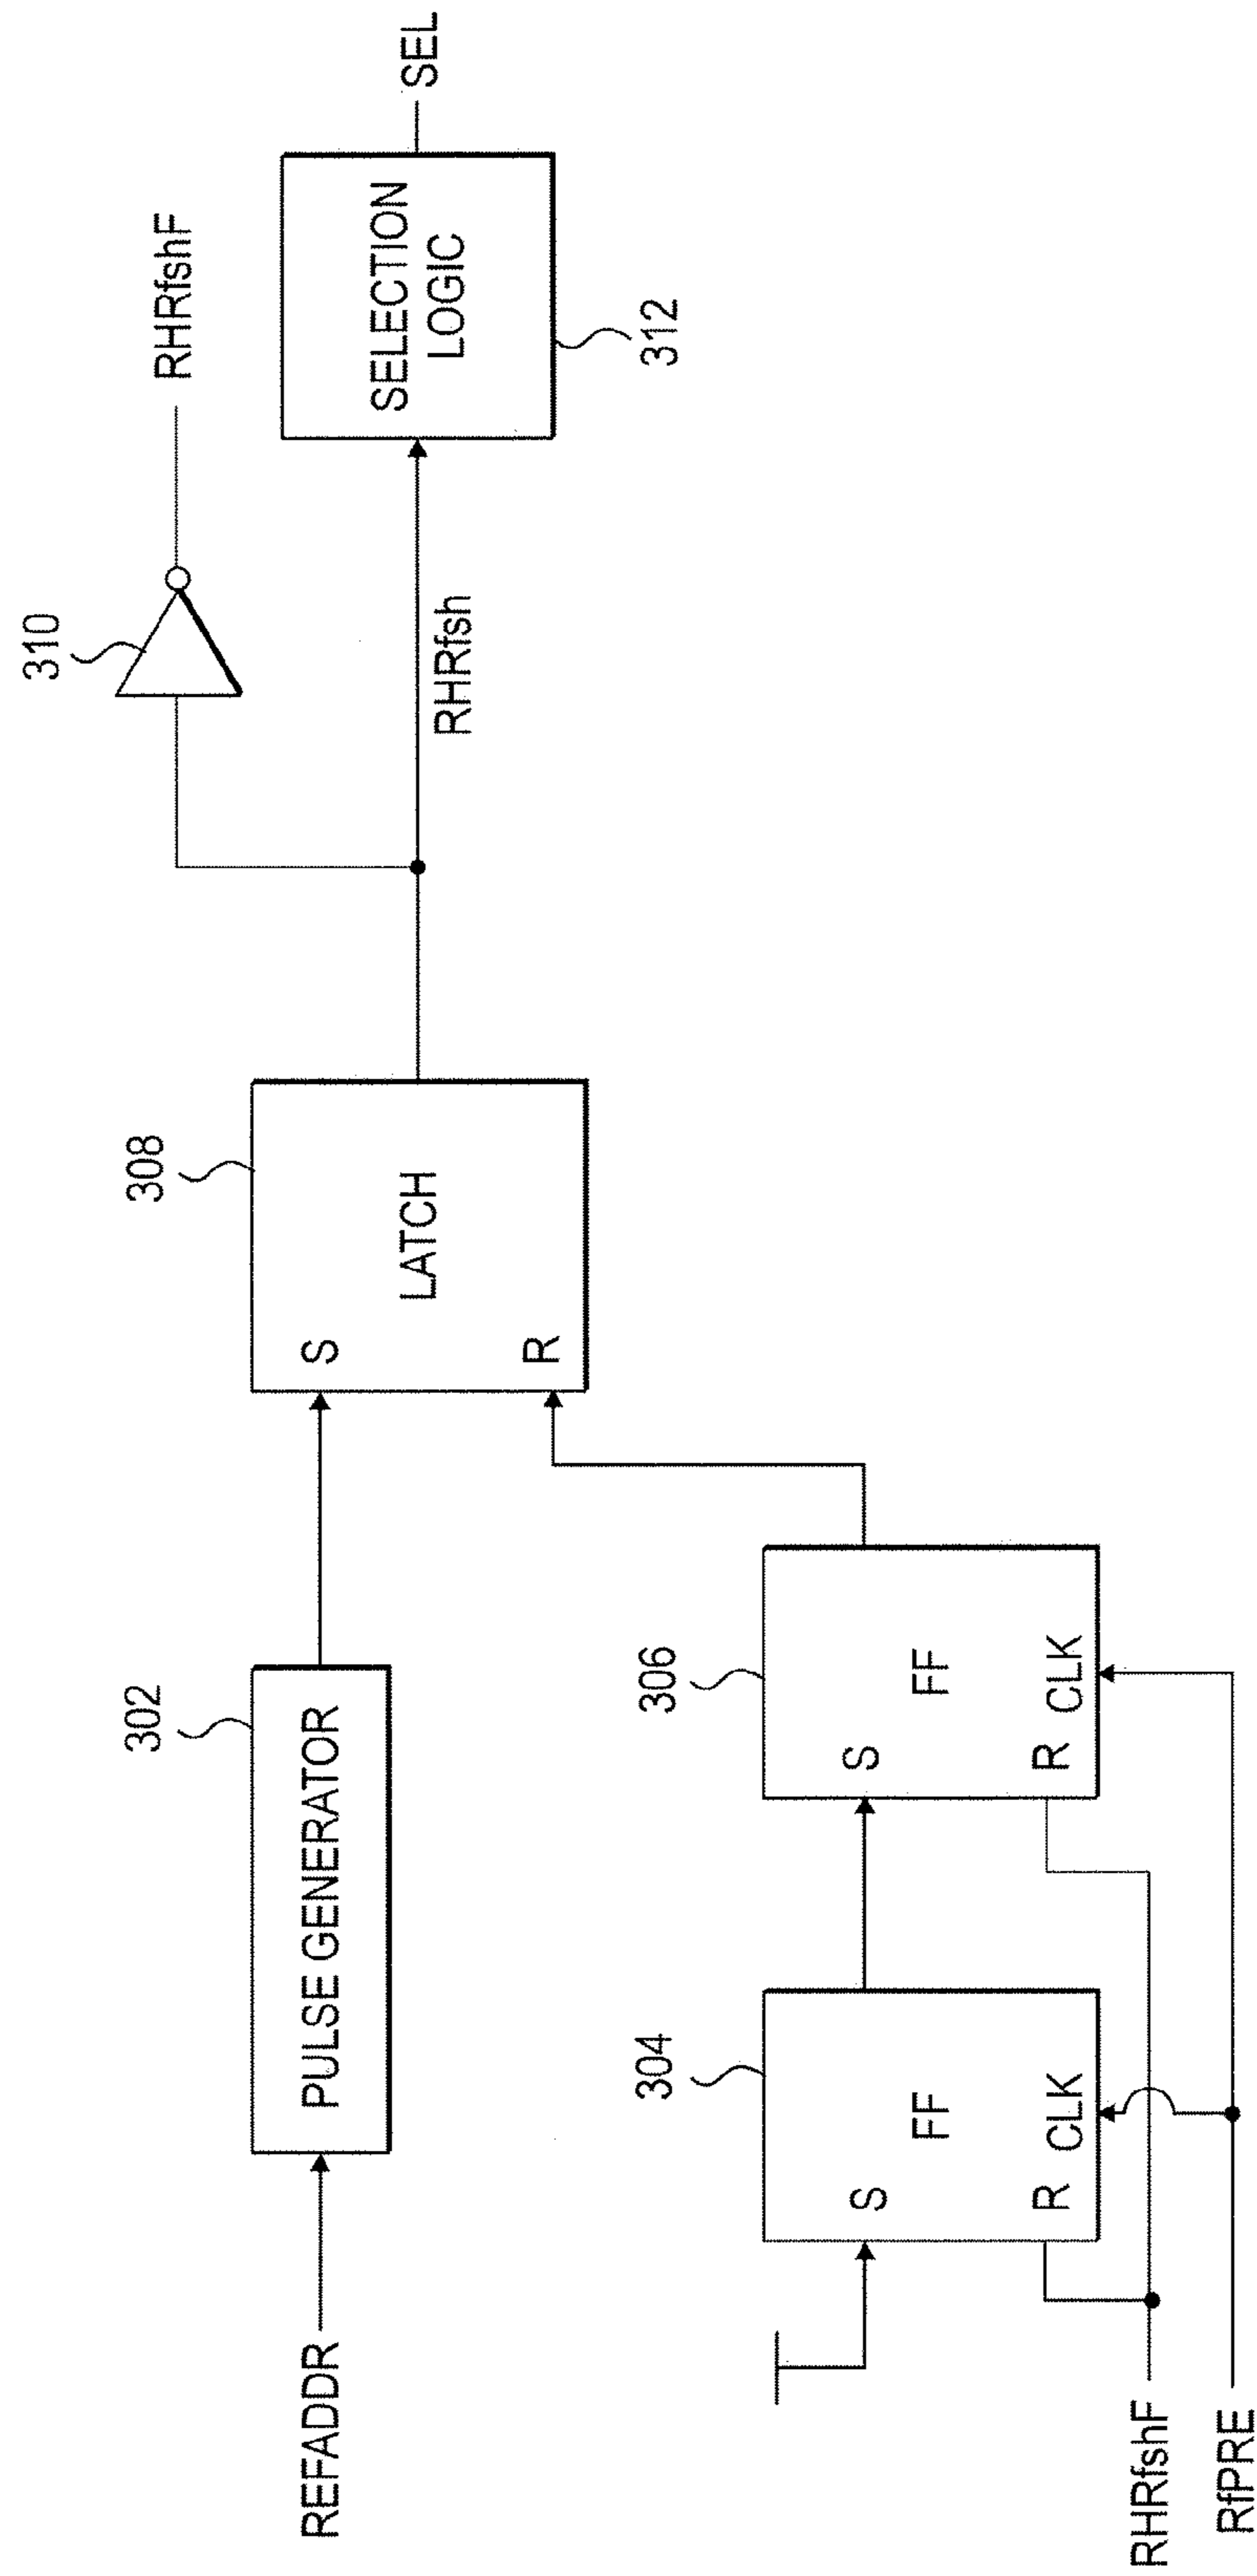 REFADDR
302
PULSE GENERATOR
308
S
LATCH
R
310
RHRfshF
RHRfsh
SELECTION
LOGIC
312
SEL
304
S
FF
R
CLK
306
S
FF
R
CLK
RHRfshF
RfPRE